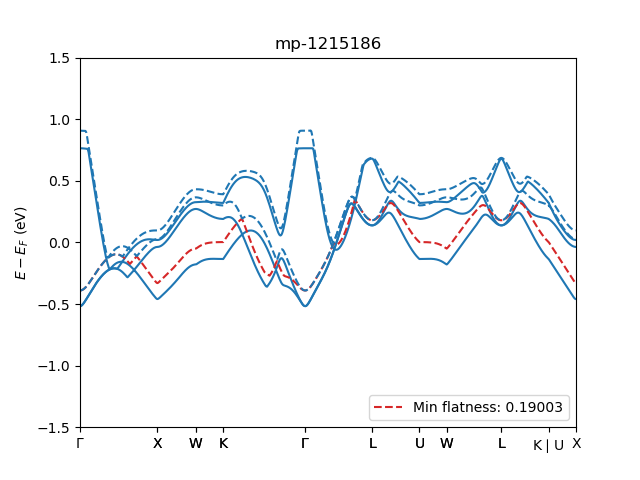 mp-1215186
E − E_F (eV)
1.5
1.0
0.5
0.0
−0.5
−1.0
−1.5
Min flatness: 0.19003
Γ X W K Γ L U W L K | U X